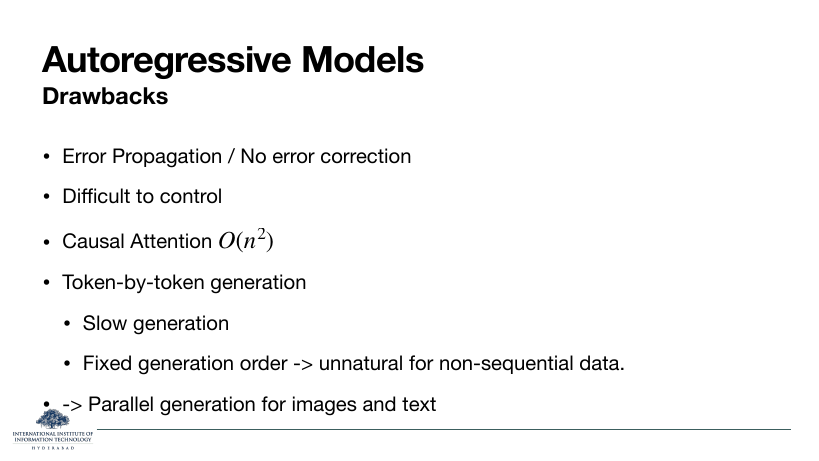 Autoregressive Models
Drawbacks
• Error Propagation / No error correction
• Difficult to control
• Causal Attention O(n²)
• Token-by-token generation
• Slow generation
• Fixed generation order -> unnatural for non-sequential data.
• -> Parallel generation for images and text
INTERNATIONAL INSTITUTE OF
INFORMATION TECHNOLOGY
HYDERABAD